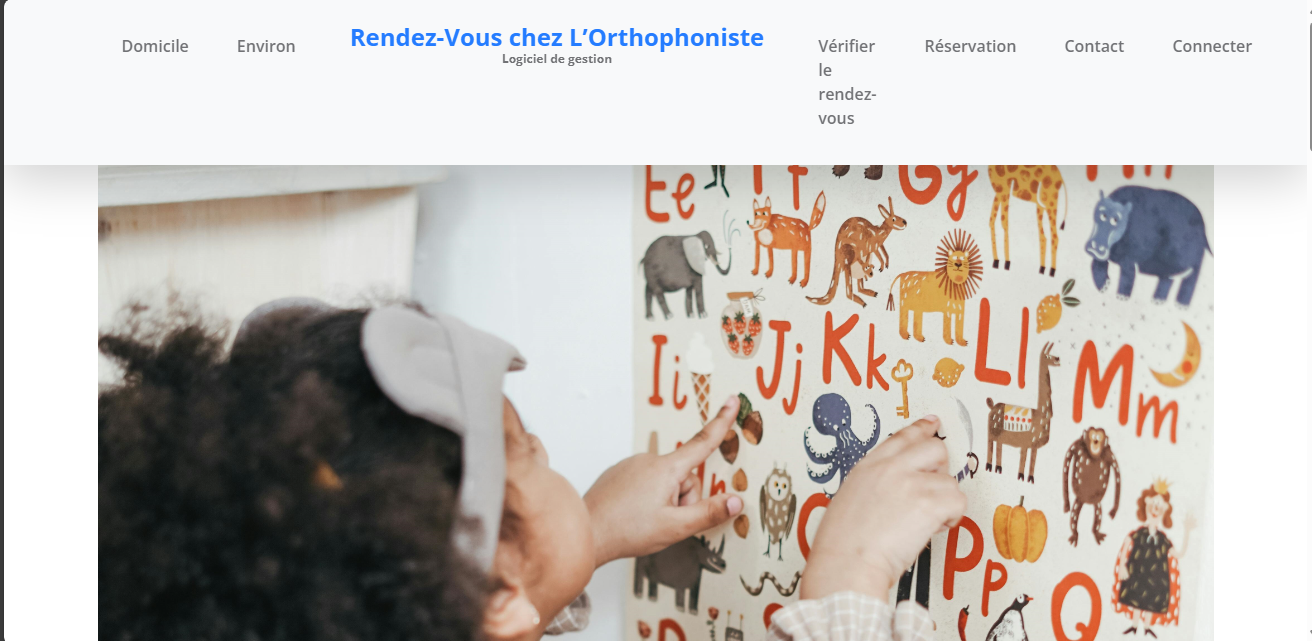 Domicile
Environ
Rendez-Vous chez L’Orthophoniste
Logiciel de gestion
Vérifier
le
rendez-
vous
Réservation
Contact
Connecter
Ee
Ff
Gg
Ii
Jj
Kk
Ll
Mm
Pp
Q